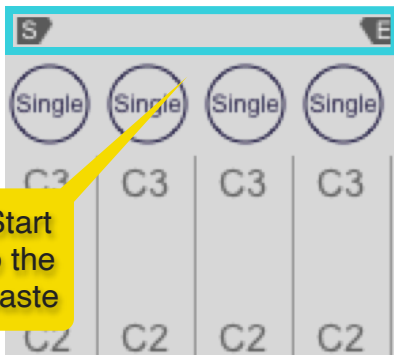 S E
Single Single Single Single
C3 C3 C3 C3
Start
the
aste
C2 C2 C2 C2